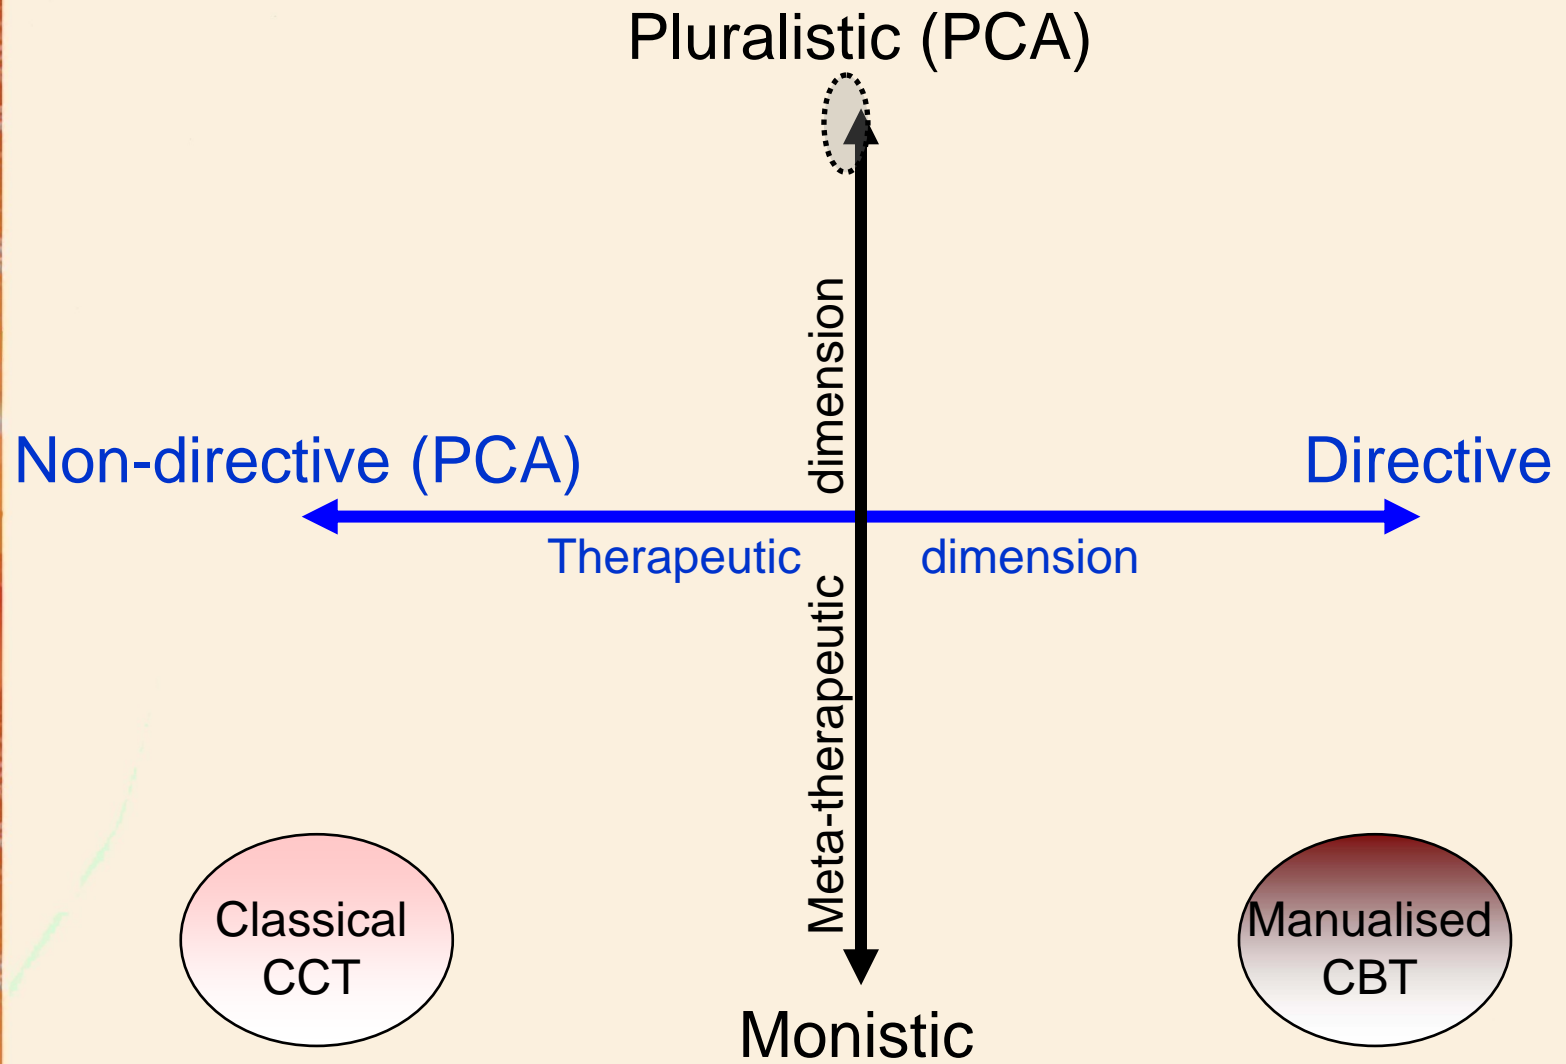 Pluralistic (PCA)
Meta-therapeutic dimension
Non-directive (PCA)
Directive
Therapeutic dimension
Classical
CCT
Manualised
CBT
Monistic